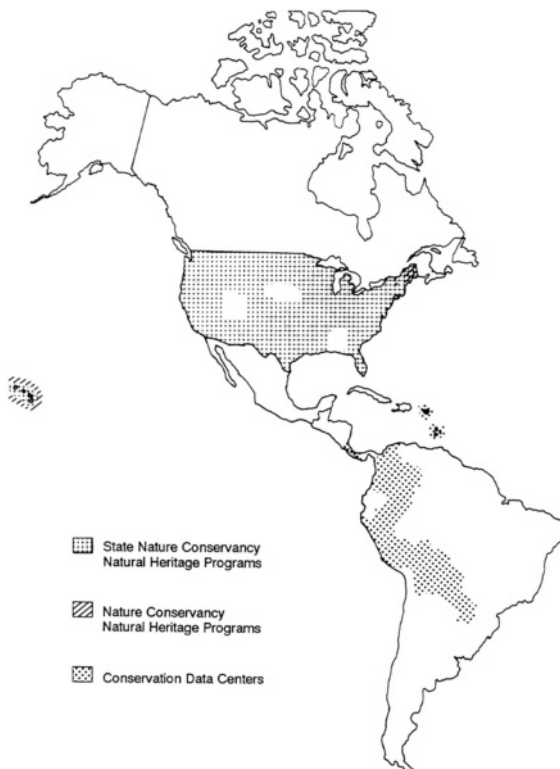 State Nature Conservancy
Natural Heritage Programs
Nature Conservancy
Natural Heritage Programs
Conservation Data Centers